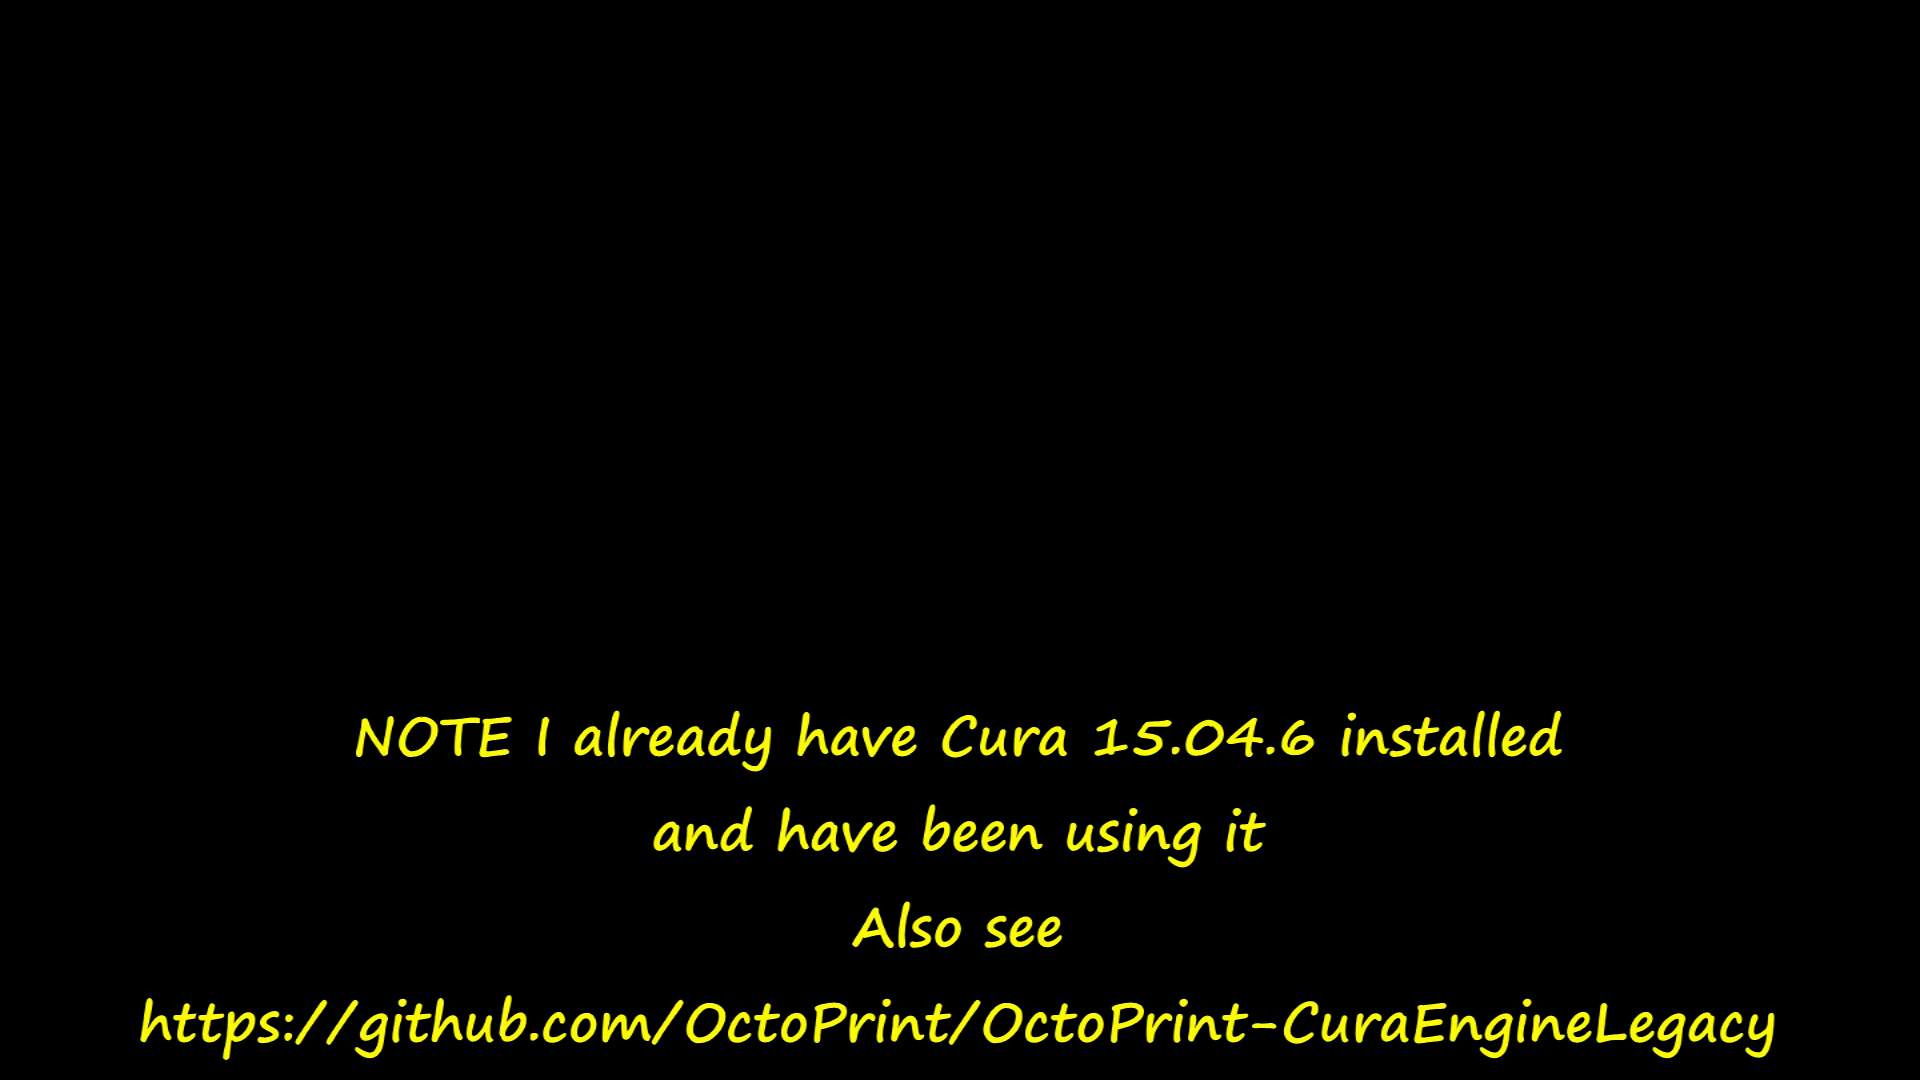 NOTE I already have Cura 15.04.6 installed
and have been using it
Also see
https://github.com/OctoPrint/OctoPrint-CuraEngineLegacy